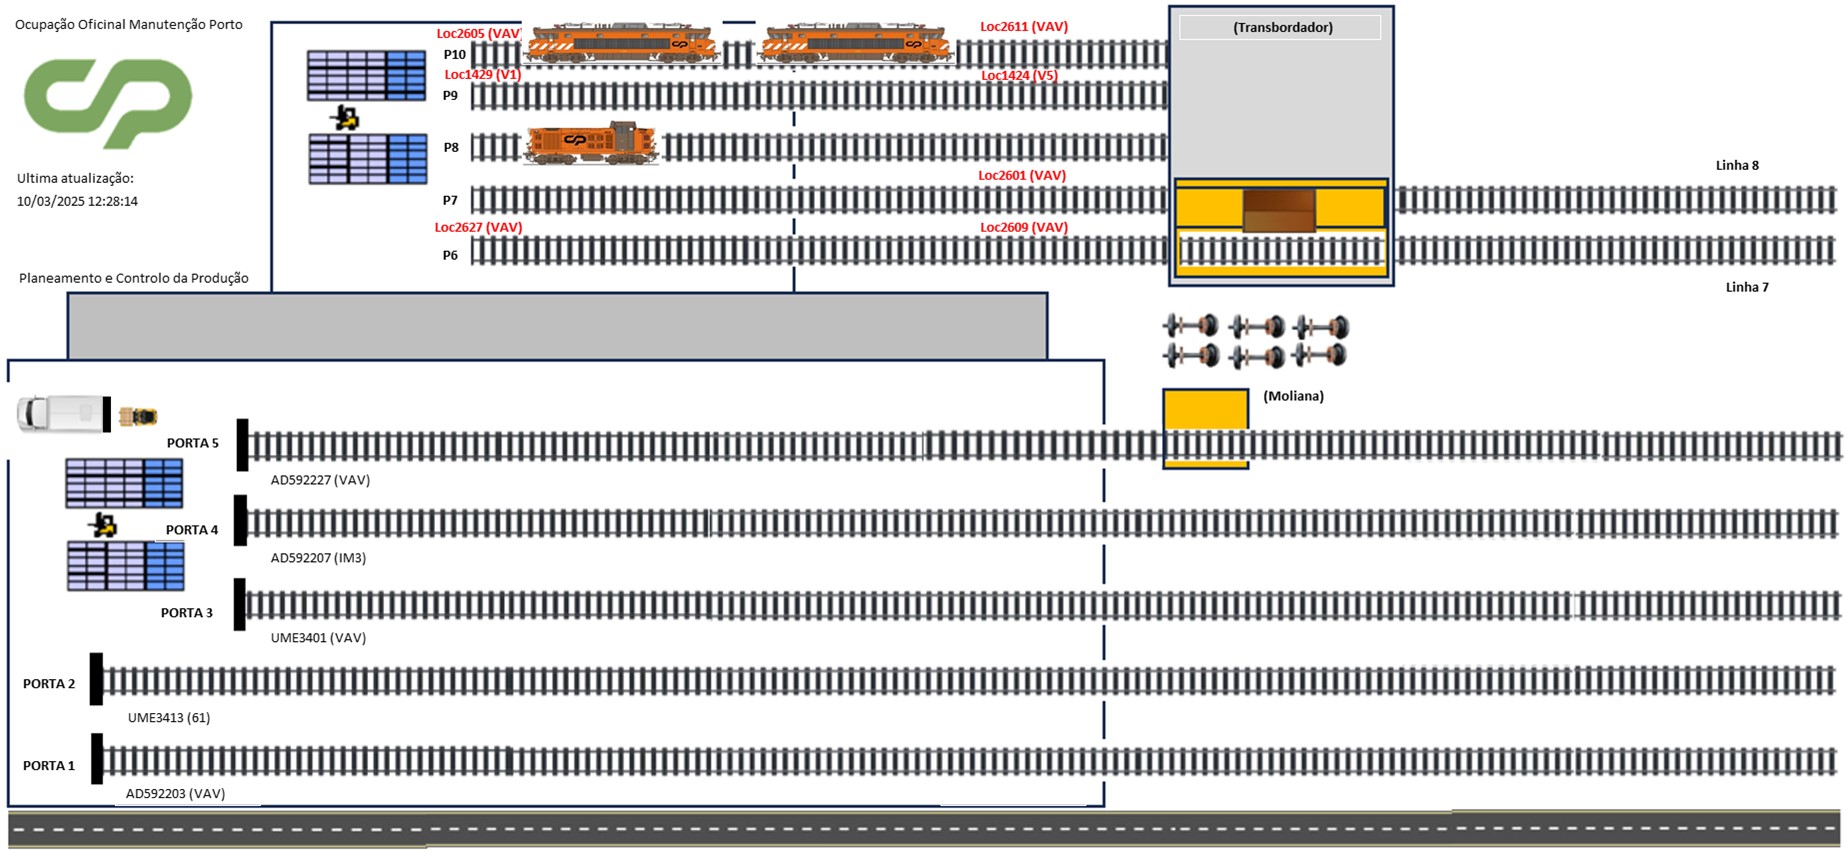 Ocupação Oficinal Manutenção Porto
cp
Ultima atualização:
10/03/2025 12:28:14
Planeamento e Controlo da Produção
Loc2605 (VAV)
Loc2611 (VAV)
(Transbordador)
P10
Loc1429 (V1)
Loc1424 (V5)
P9
P8
Loc2601 (VAV)
Linha 8
P7
Loc2627 (VAV)
Loc2609 (VAV)
P6
Linha 7
(Moliana)
PORTA 5
AD592227 (VAV)
PORTA 4
AD592207 (IM3)
PORTA 3
UME3401 (VAV)
PORTA 2
UME3413 (61)
PORTA 1
AD592203 (VAV)